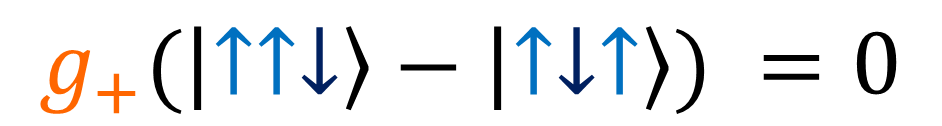 g₊(|↑↑↓⟩ − |↑↓↑⟩) = 0